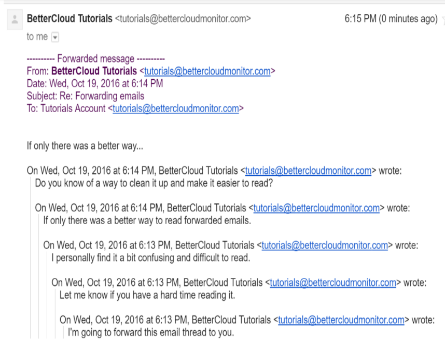 BetterCloud Tutorials <tutorials@bettercloudmonitor.com> 6:15 PM (0 minutes ago)
to me
---------- Forwarded message ----------
From: BetterCloud Tutorials <tutorials@bettercloudmonitor.com>
Date: Wed, Oct 19, 2016 at 6:14 PM
Subject: Re: Forwarding emails
To: Tutorials Account <tutorials@bettercloudmonitor.com>
If only there was a better way...
On Wed, Oct 19, 2016 at 6:14 PM, BetterCloud Tutorials <tutorials@bettercloudmonitor.com> wrote:
Do you know of a way to clean it up and make it easier to read?
On Wed, Oct 19, 2016 at 6:14 PM, BetterCloud Tutorials <tutorials@bettercloudmonitor.com> wrote:
If only there was a better way to read forwarded emails.
On Wed, Oct 19, 2016 at 6:13 PM, BetterCloud Tutorials <tutorials@bettercloudmonitor.com> wrote:
I personally find it a bit confusing and difficult to read.
On Wed, Oct 19, 2016 at 6:13 PM, BetterCloud Tutorials <tutorials@bettercloudmonitor.com> wrote:
Let me know if you have a hard time reading it.
On Wed, Oct 19, 2016 at 6:13 PM, BetterCloud Tutorials <tutorials@bettercloudmonitor.com> wrote:
I'm going to forward this email thread to you.